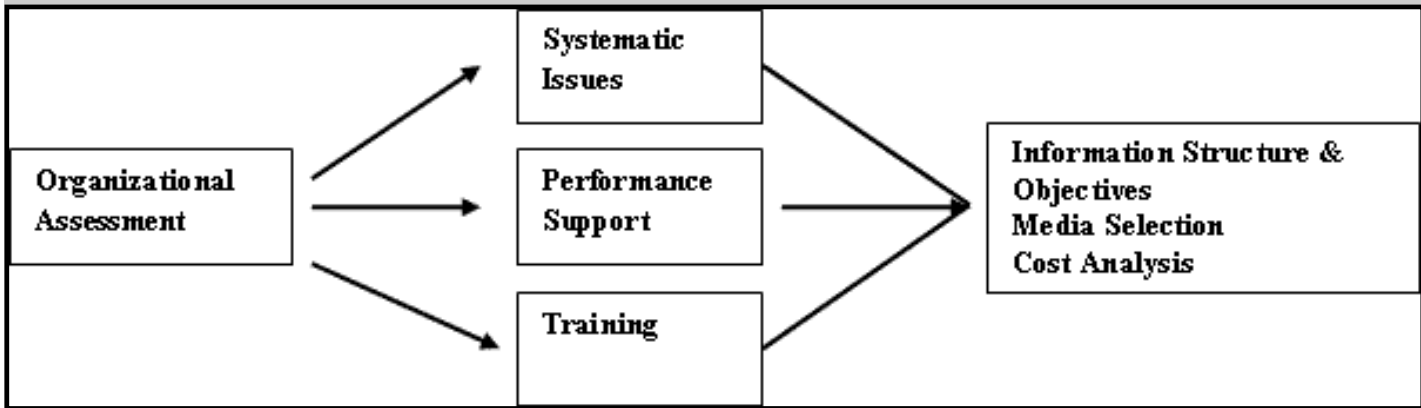 Systematic
Issues
Organizational
Assessment
Performance
Support
Training
Information Structure &
Objectives
Media Selection
Cost Analysis